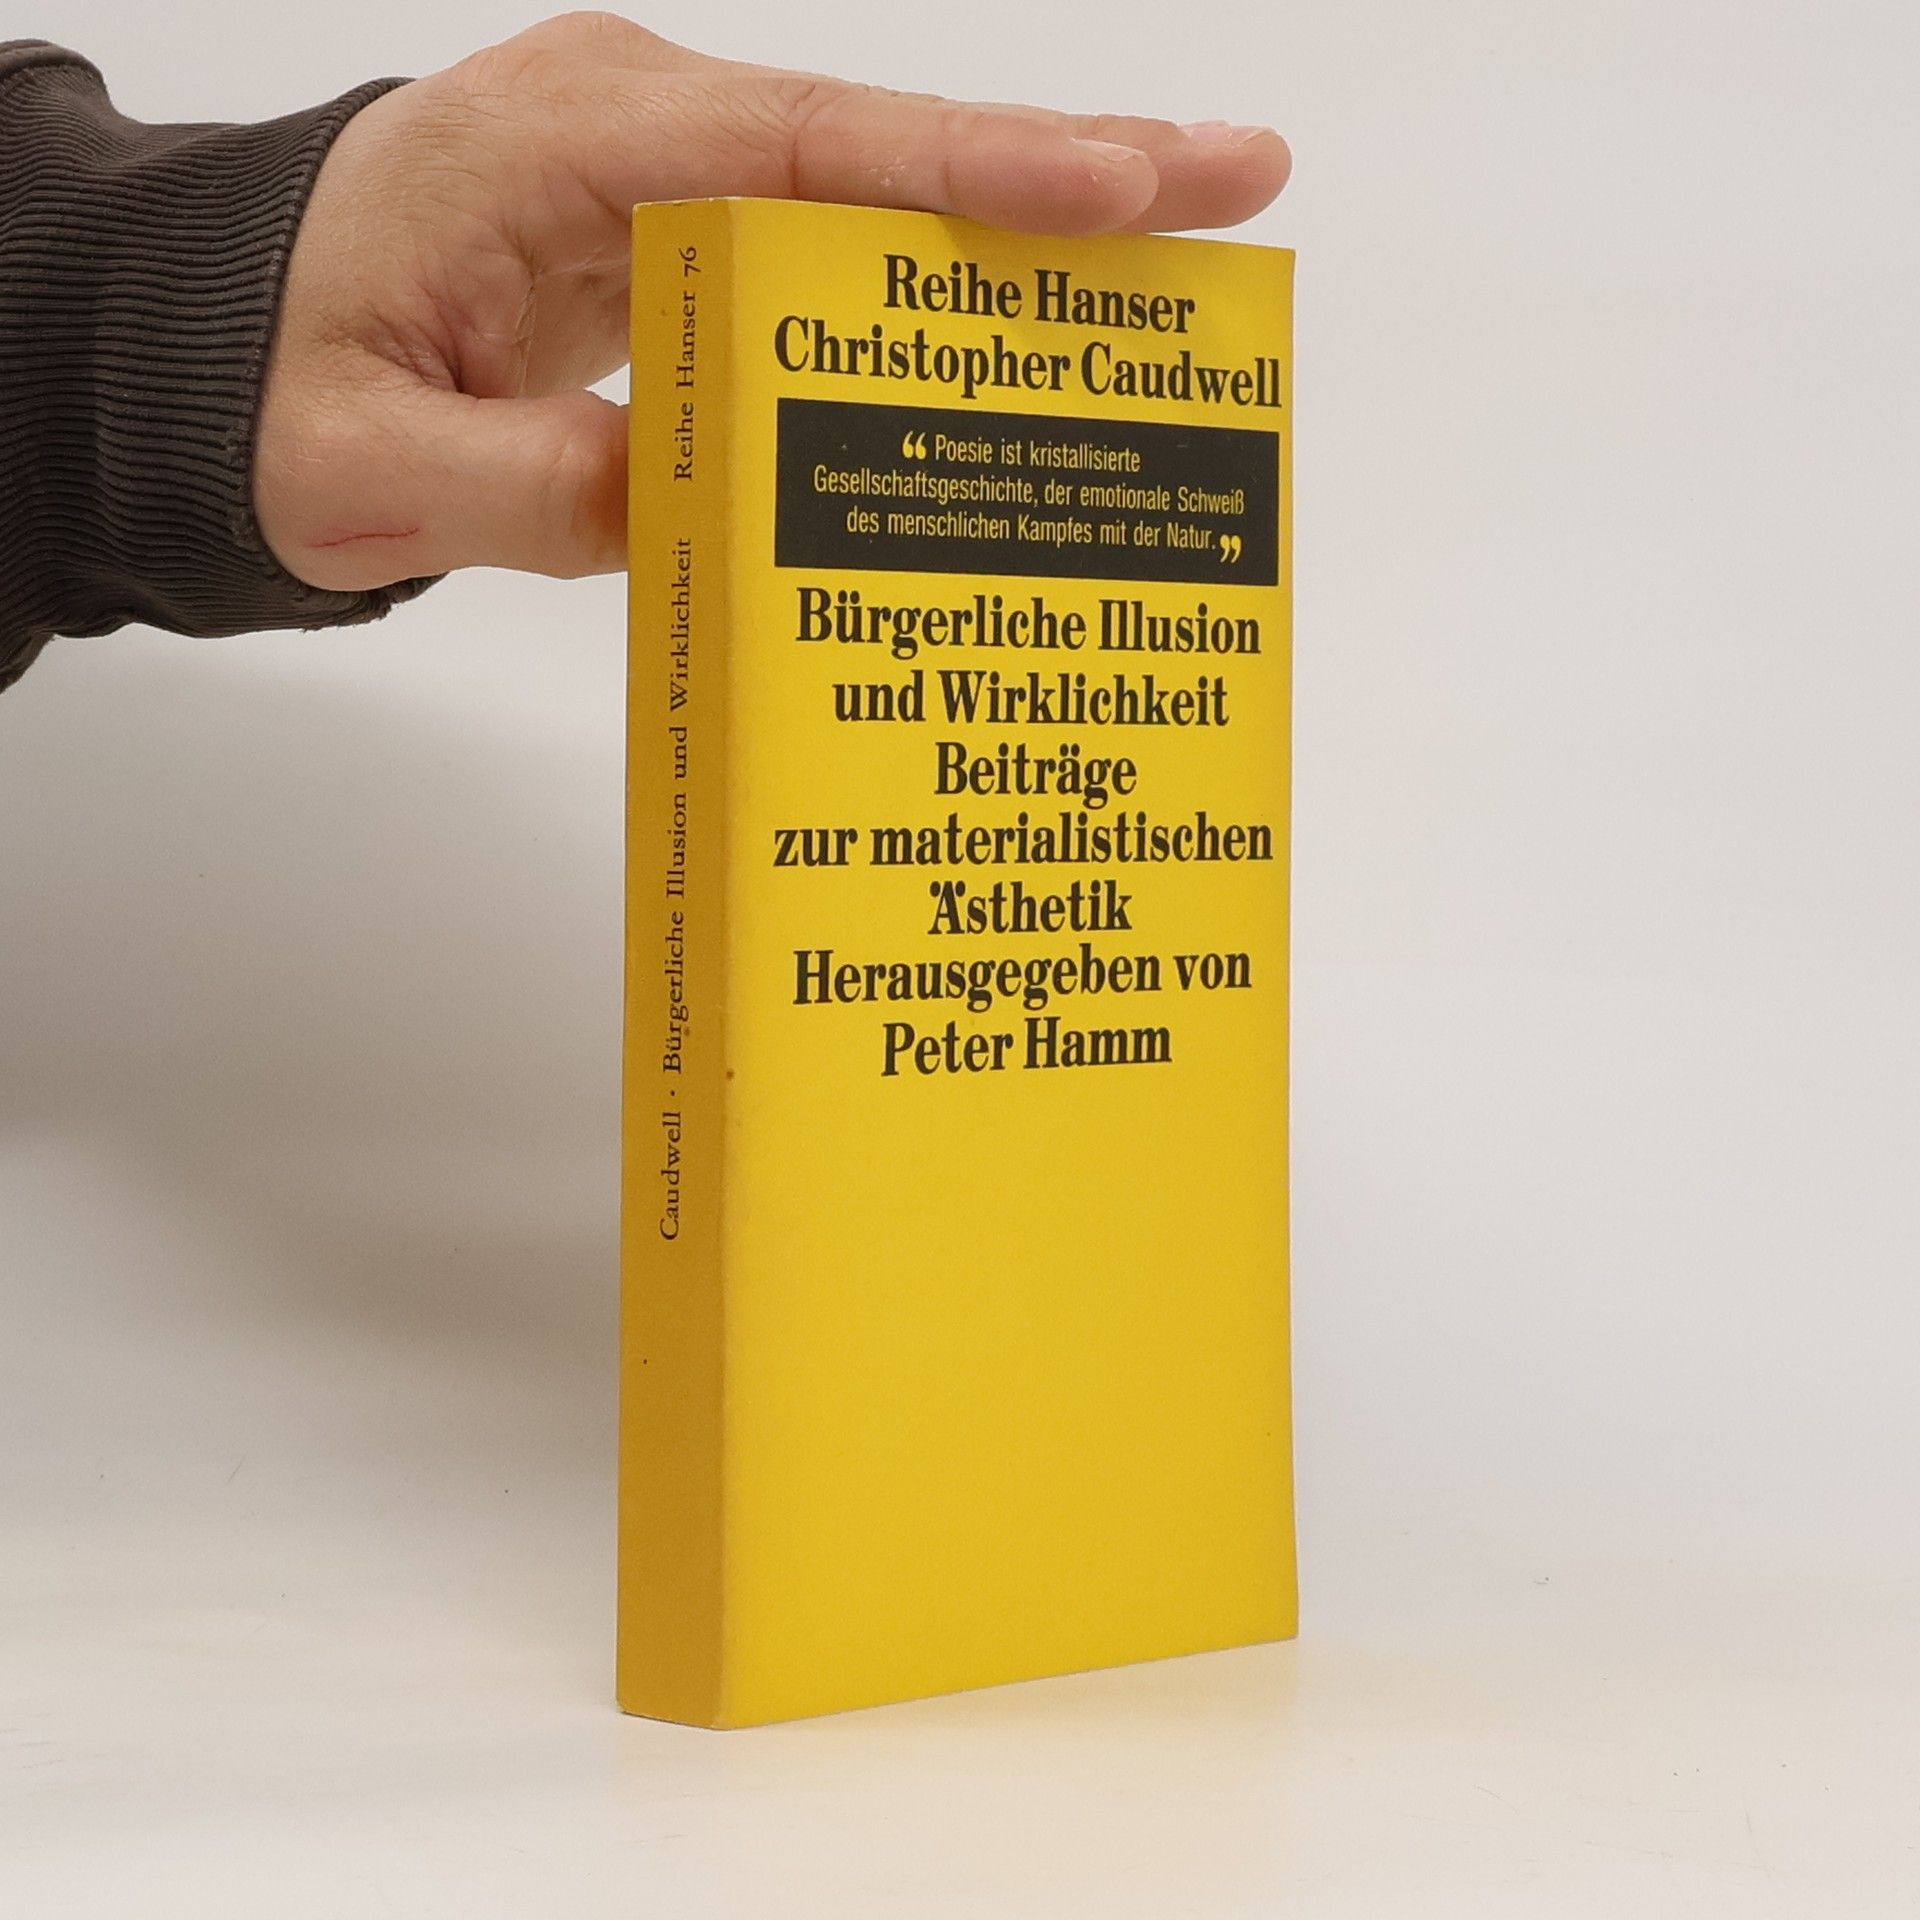 Reihe Hanser
Christopher Caudwell
“ Poesie ist kristallisierte
Gesellschaftsgeschichte, der emotionale Schweiß
des menschlichen Kampfes mit der Natur. ”
Bürgerliche Illusion
und Wirklichkeit
Beiträge
zur materialistischen
Ästhetik
Herausgegeben von
Peter Hamm
Caudwell · Bürgerliche Illusion und Wirklichkeit Reihe Hanser 76